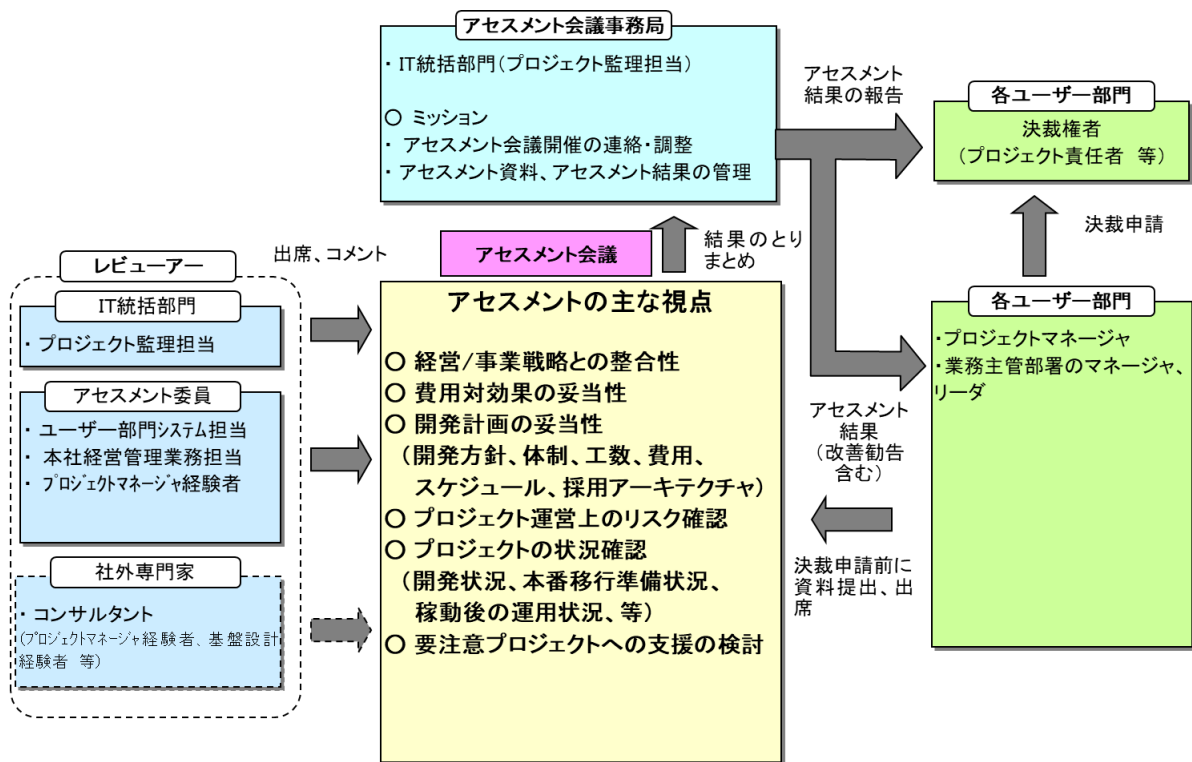 アセスメント会議事務局
・ IT統括部門(プロジェクト監理担当)
○ ミッション
・ アセスメント会議開催の連絡・調整
・ アセスメント資料、アセスメント結果の管理
アセスメント
結果の報告
各ユーザー部門
決裁権者
(プロジェクト責任者 等)
決裁申請
レビューアー
出席、コメント
アセスメント会議
結果のとり
まとめ
IT統括部門
・ プロジェクト監理担当
アセスメント委員
・ ユーザー部門システム担当
・ 本社経営管理業務担当
・ プロジェクトマネージャ経験者
社外専門家
・ コンサルタント
(プロジェクトマネージャ経験者、基盤設計
経験者 等)
アセスメントの主な視点
○ 経営/事業戦略との整合性
○ 費用対効果の妥当性
○ 開発計画の妥当性
(開発方針、体制、工数、費用、
スケジュール、採用アーキテクチャ)
○ プロジェクト運営上のリスク確認
○ プロジェクトの状況確認
(開発状況、本番移行準備状況、
稼動後の運用状況、等)
○ 要注意プロジェクトへの支援の検討
各ユーザー部門
・プロジェクトマネージャ
・業務主管部署のマネージャ、
リーダ
アセスメント
結果
(改善勧告
含む)
決裁申請前に
資料提出、出
席